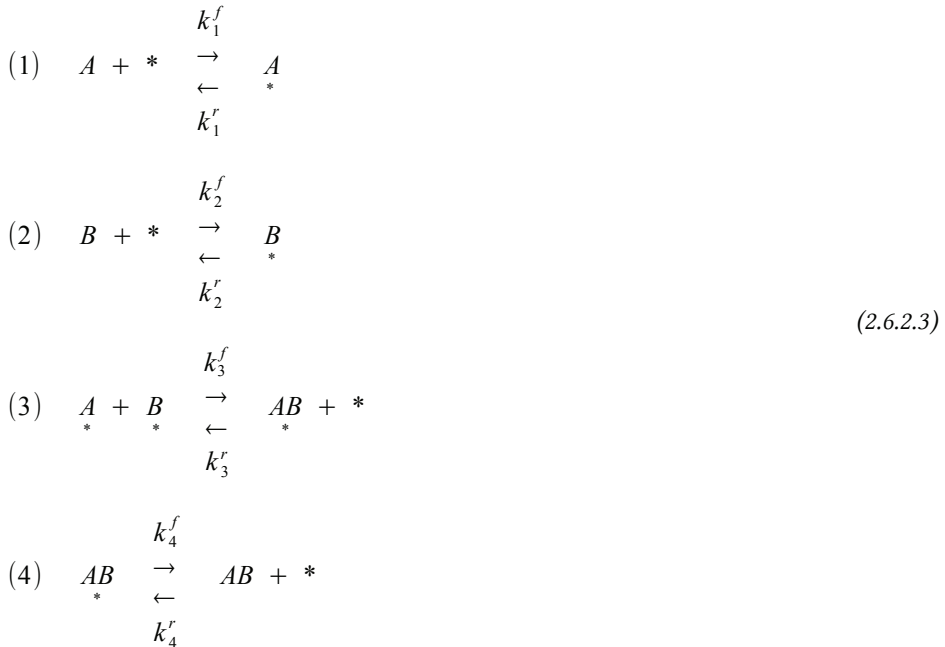 k₁ᶠ
(1) A + * → A
← *
k₁ʳ
k₂ᶠ
(2) B + * → B
← *
k₂ʳ
(2.6.2.3)
k₃ᶠ
(3) A + B → AB + *
* * ← *
k₃ʳ
k₄ᶠ
(4) AB → AB + *
* ←
k₄ʳ